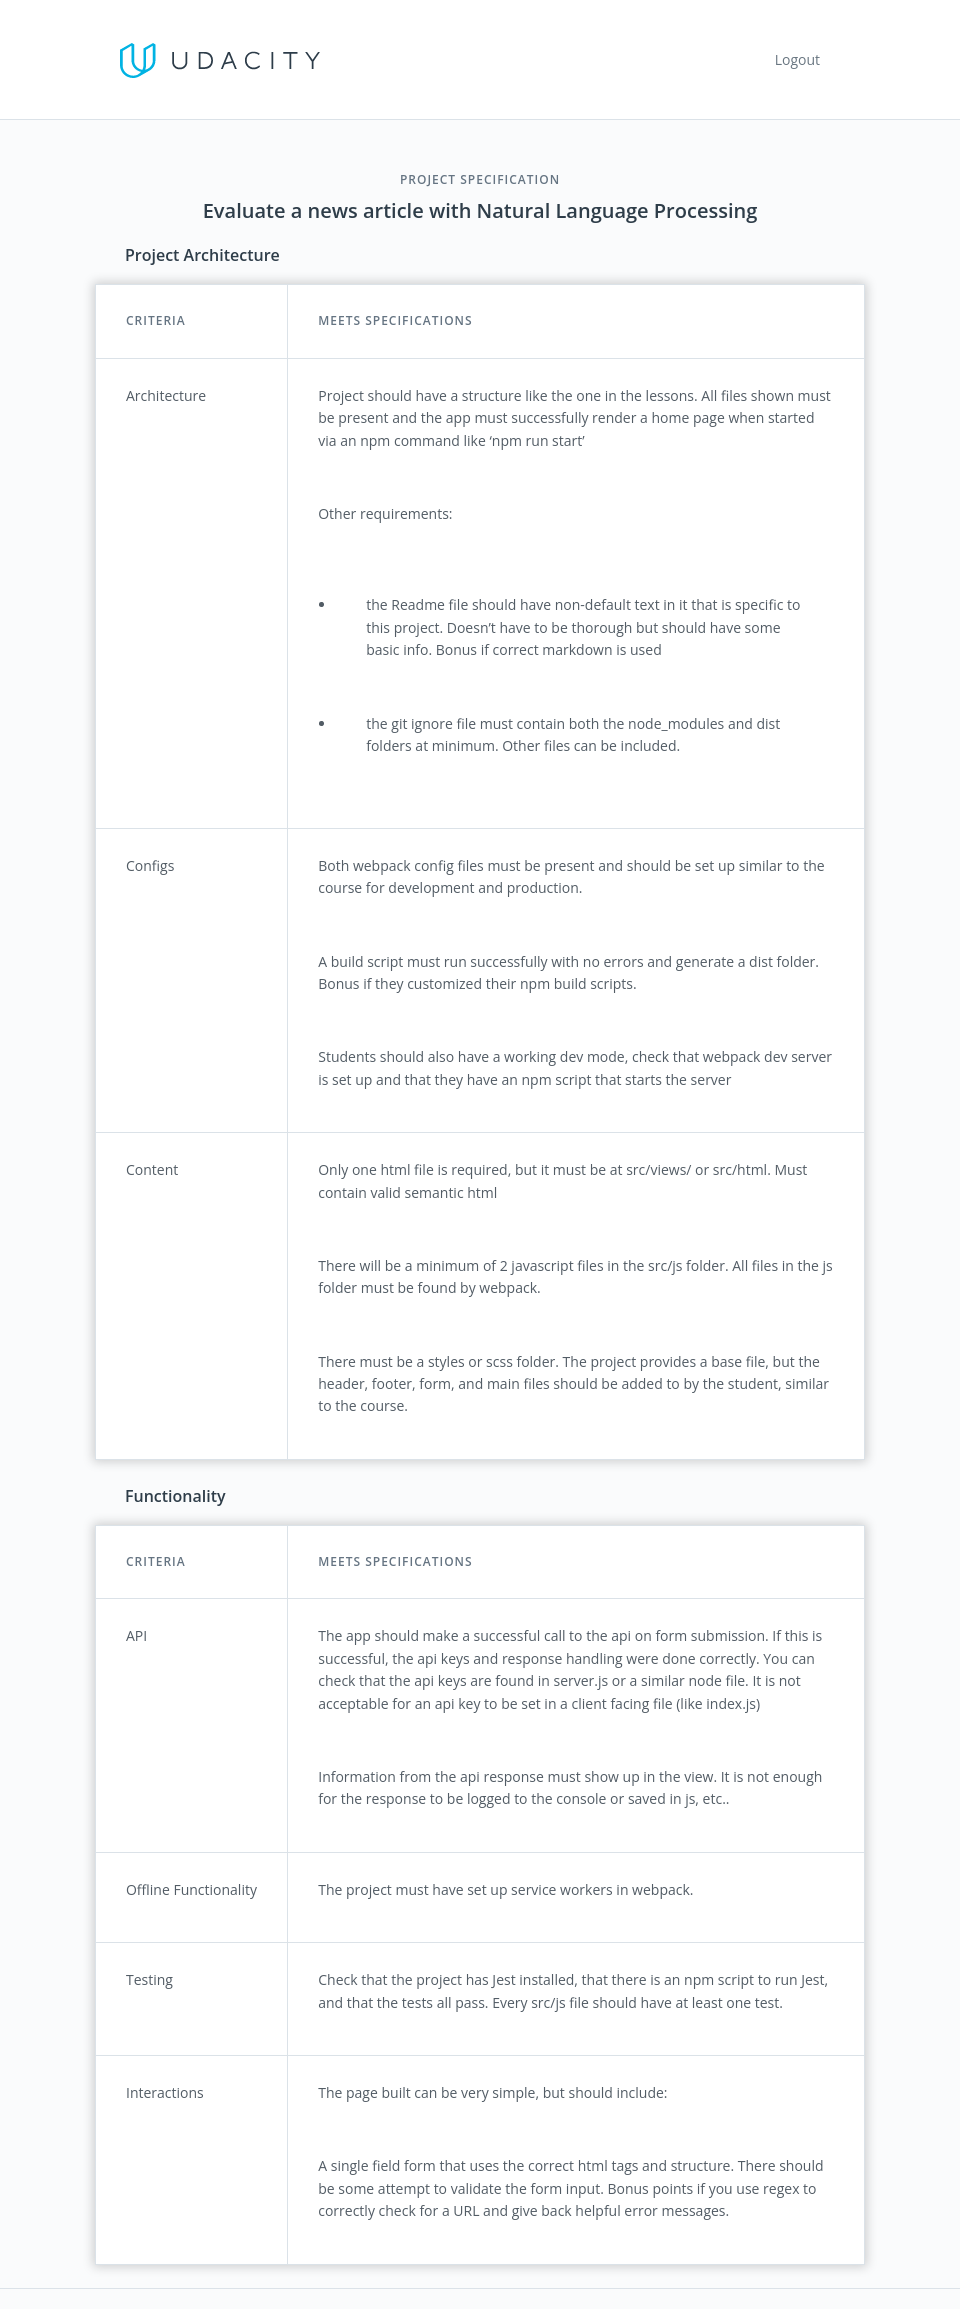 UDACITY
Logout
PROJECT SPECIFICATION
Evaluate a news article with Natural Language Processing
Project Architecture
CRITERIA
MEETS SPECIFICATIONS
Architecture
Project should have a structure like the one in the lessons. All files shown must
be present and the app must successfully render a home page when started
via an npm command like ‘npm run start’
Other requirements:
• the Readme file should have non-default text in it that is specific to
this project. Doesn’t have to be thorough but should have some
basic info. Bonus if correct markdown is used
• the git ignore file must contain both the node_modules and dist
folders at minimum. Other files can be included.
Configs
Both webpack config files must be present and should be set up similar to the
course for development and production.
A build script must run successfully with no errors and generate a dist folder.
Bonus if they customized their npm build scripts.
Students should also have a working dev mode, check that webpack dev server
is set up and that they have an npm script that starts the server
Content
Only one html file is required, but it must be at src/views/ or src/html. Must
contain valid semantic html
There will be a minimum of 2 javascript files in the src/js folder. All files in the js
folder must be found by webpack.
There must be a styles or scss folder. The project provides a base file, but the
header, footer, form, and main files should be added to by the student, similar
to the course.
Functionality
CRITERIA
MEETS SPECIFICATIONS
API
The app should make a successful call to the api on form submission. If this is
successful, the api keys and response handling were done correctly. You can
check that the api keys are found in server.js or a similar node file. It is not
acceptable for an api key to be set in a client facing file (like index.js)
Information from the api response must show up in the view. It is not enough
for the response to be logged to the console or saved in js, etc..
Offline Functionality
The project must have set up service workers in webpack.
Testing
Check that the project has Jest installed, that there is an npm script to run Jest,
and that the tests all pass. Every src/js file should have at least one test.
Interactions
The page built can be very simple, but should include:
A single field form that uses the correct html tags and structure. There should
be some attempt to validate the form input. Bonus points if you use regex to
correctly check for a URL and give back helpful error messages.